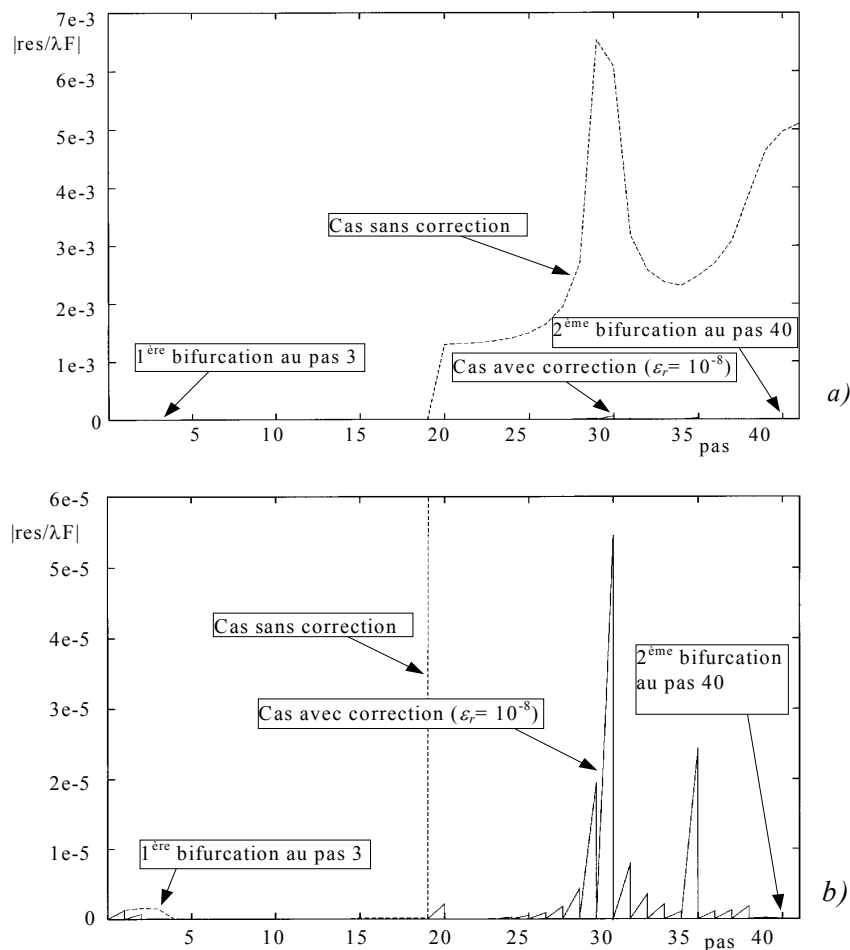 7e-3
|res/λF|
6e-3
5e-3
4e-3
Cas sans correction
3e-3
2e-3
1ère bifurcation au pas 3
2ème bifurcation au pas 40
1e-3
Cas avec correction (εr= 10-8)
0
5 10 15 20 25 30 35 40
pas
a)
6e-5
|res/λF|
5e-5
Cas sans correction
4e-5
2ème bifurcation
au pas 40
Cas avec correction (εr= 10-8)
3e-5
2e-5
1e-5
1ère bifurcation au pas 3
0
5 10 15 20 25 30 35 40
pas
b)